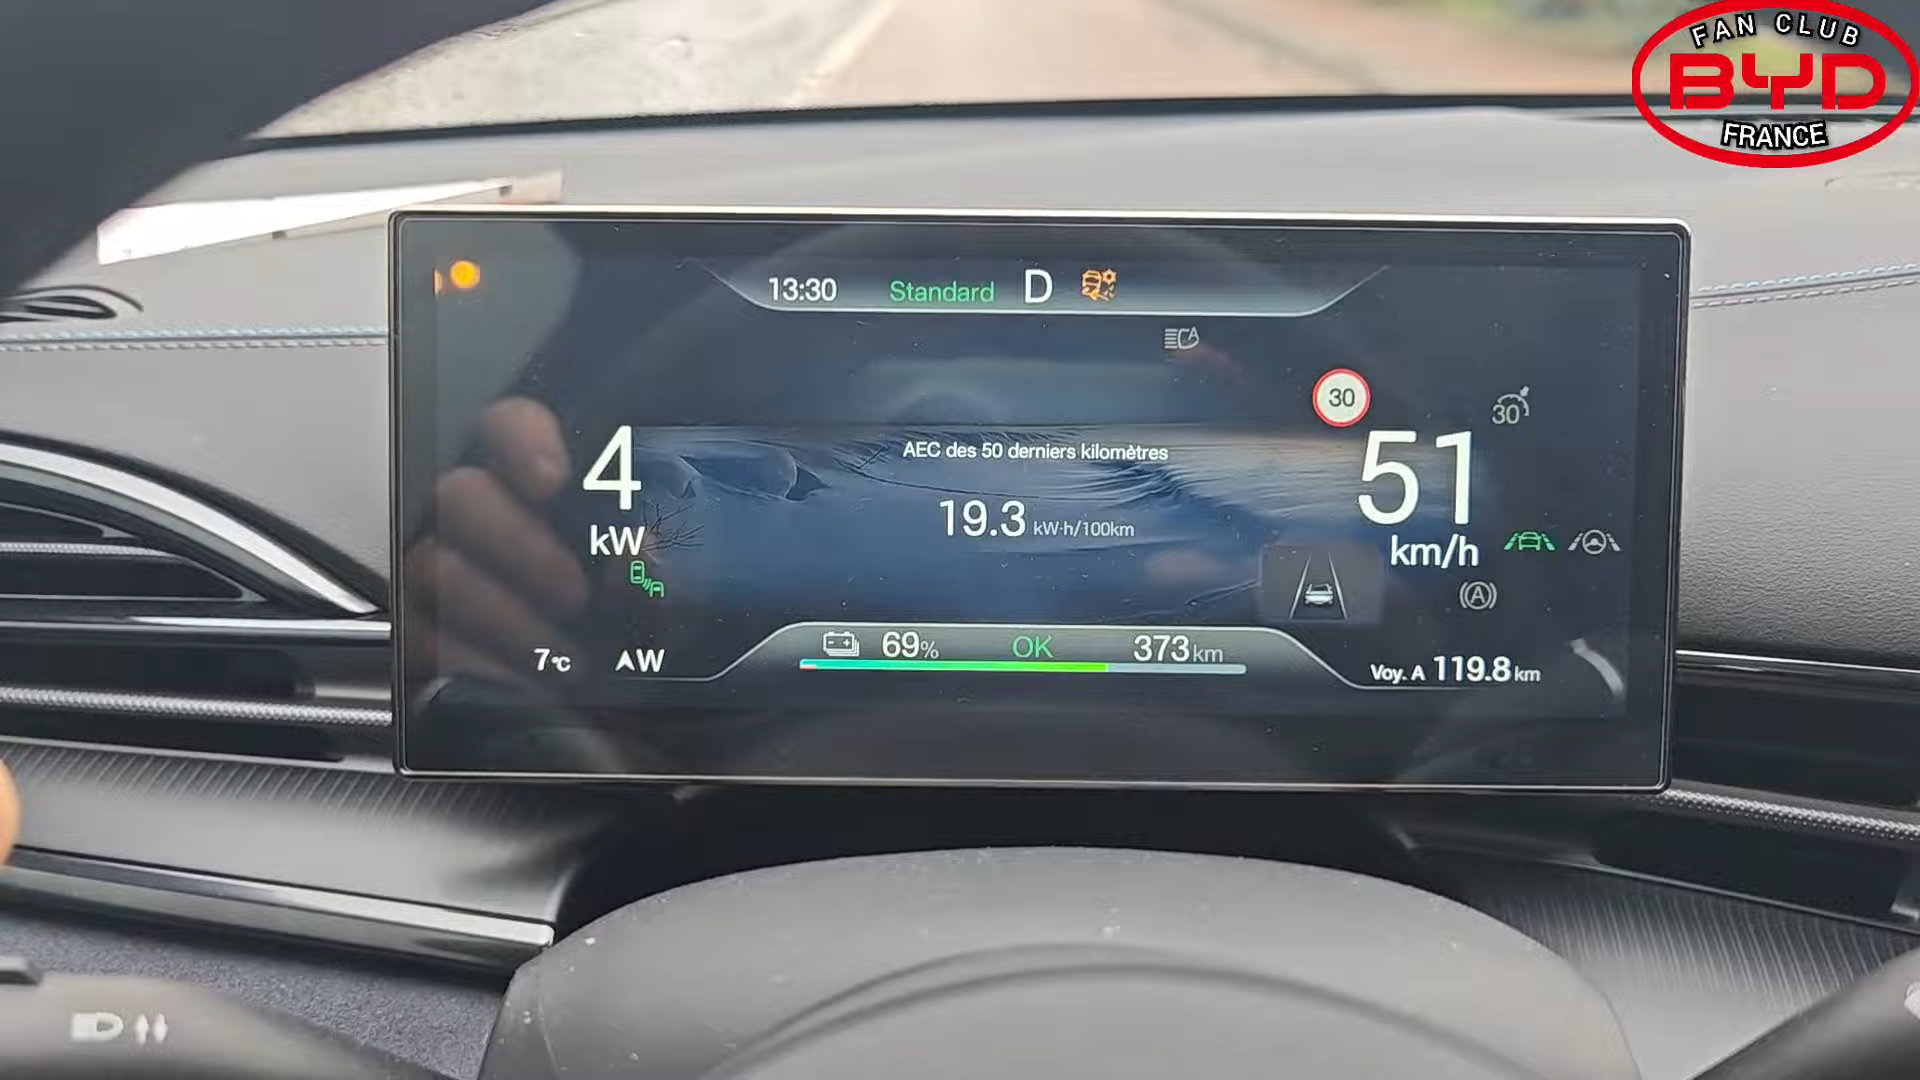 FAN CLUB
BYD
FRANCE
13:30 Standard D
A
30
30
4
kW
AEC des 50 derniers kilomètres
19.3 kW·h/100km
51
km/h
A
7°C
W
69% OK 373km
Voy. A 119.8km